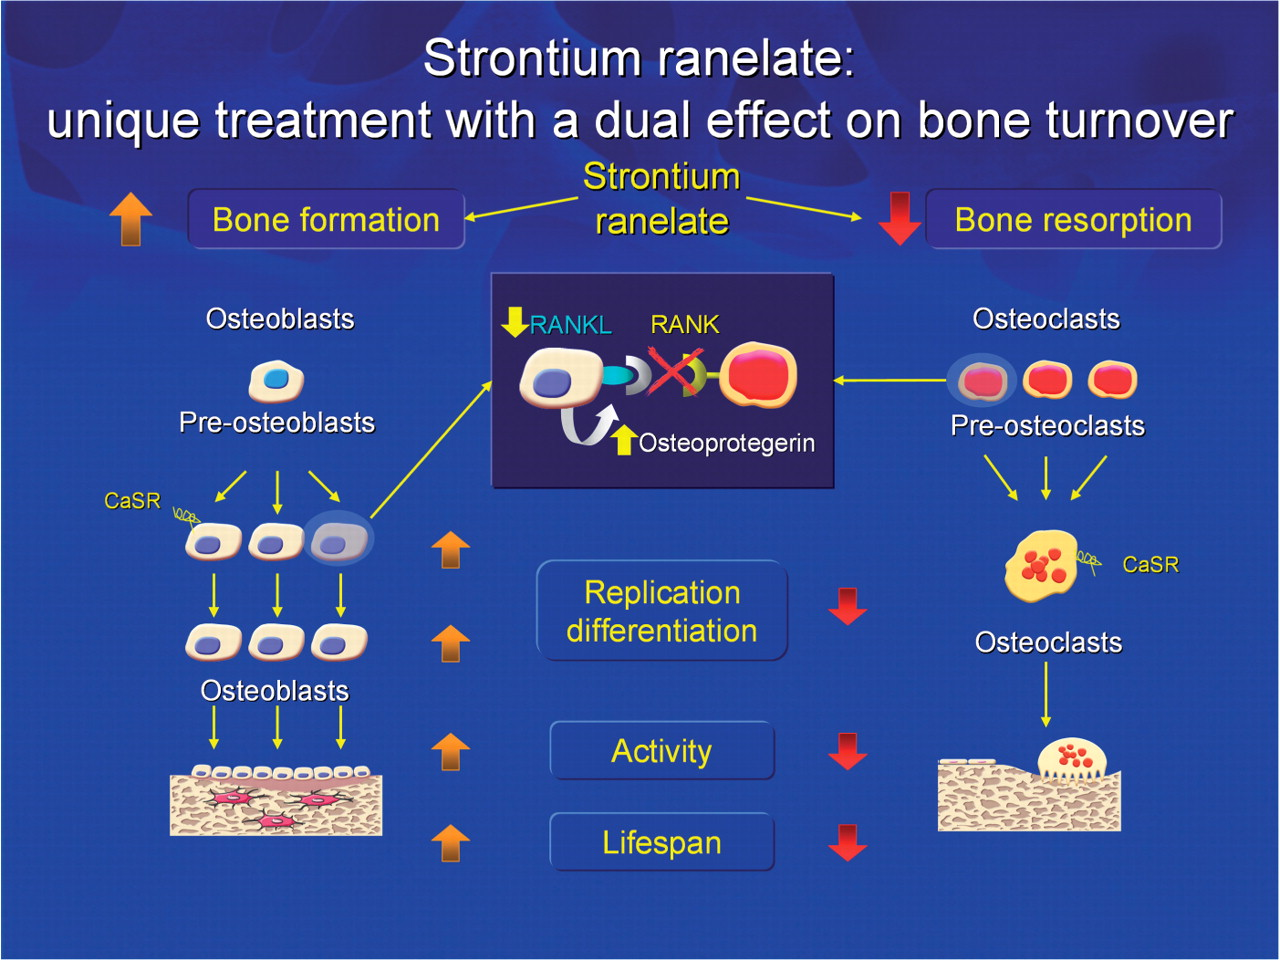 Strontium ranelate:
unique treatment with a dual effect on bone turnover
Strontium
ranelate
Bone formation
Bone resorption
Osteoblasts
Pre-osteoblasts
CaSR
Osteoblasts
RANKL
RANK
Osteoprotegerin
Replication
differentiation
Activity
Lifespan
Osteoclasts
Pre-osteoclasts
CaSR
Osteoclasts